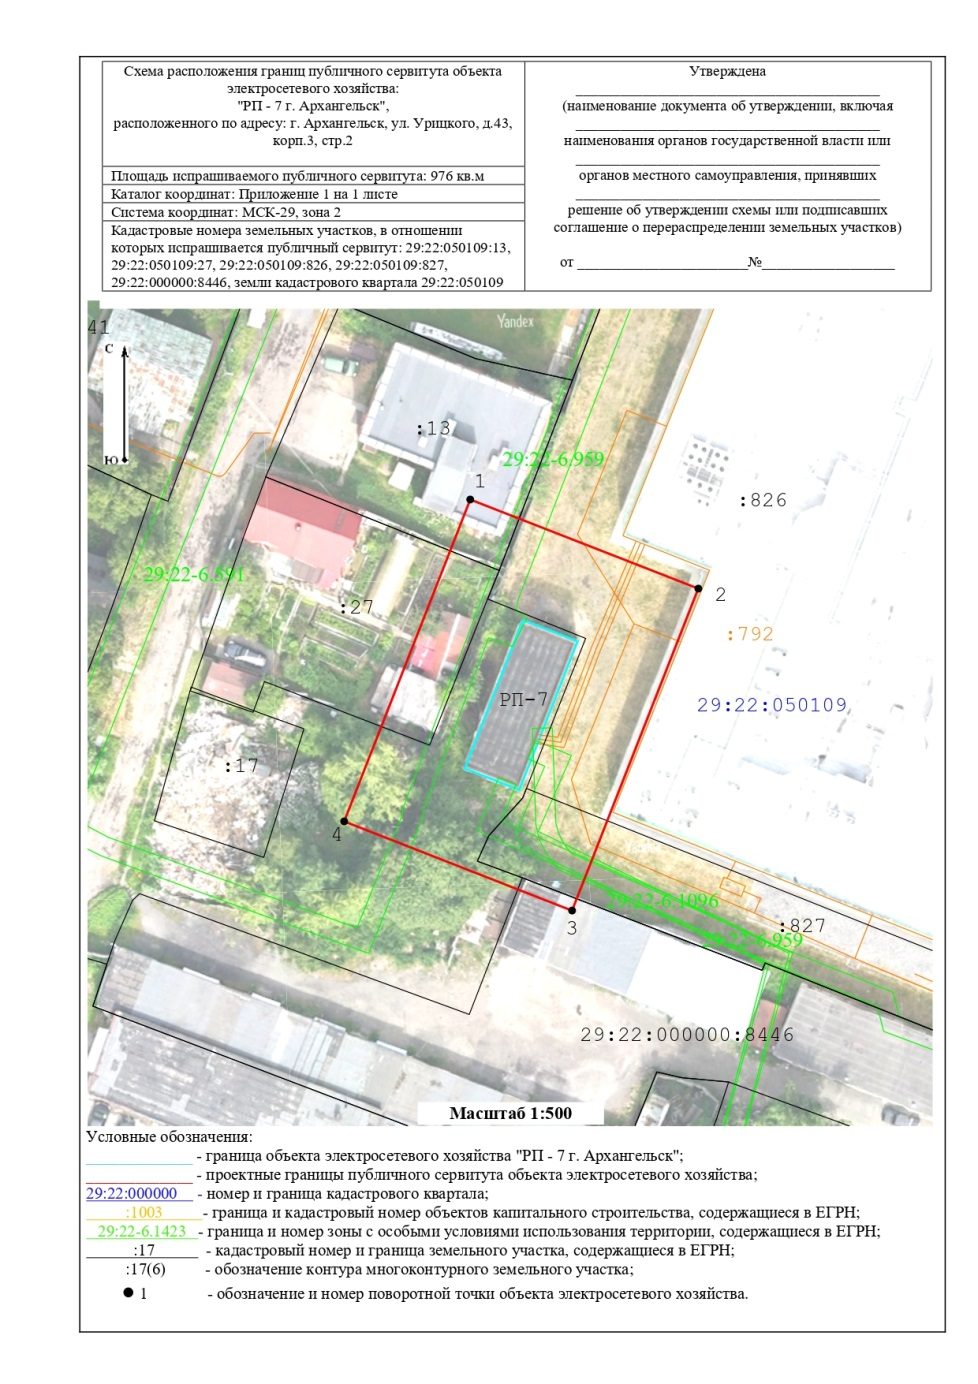 Схема расположения границ публичного сервитута объекта
электросетевого хозяйства:
"РП - 7 г. Архангельск",
расположенного по адресу: г. Архангельск, ул. Урицкого, д.43,
корп.3, стр.2
Площадь испрашиваемого публичного сервитута: 976 кв.м
Каталог координат: Приложение 1 на 1 листе
Система координат: МСК-29, зона 2
Кадастровые номера земельных участков, в отношении
которых испрашивается публичный сервитут: 29:22:050109:13,
29:22:050109:27, 29:22:050109:826, 29:22:050109:827,
29:22:000000:8446, земли кадастрового квартала 29:22:050109
Утверждена
(наименование документа об утверждении, включая
наименования органов государственной власти или
органов местного самоуправления, принявших
решение об утверждении схемы или подписавших
соглашение о перераспределении земельных участков)
от ______________________№_________________
Yandex
41
С
Ю
:13
29:22-6.959
1
:826
29:22-6.591
2
:27
:792
РП-7
29:22:050109
:17
4
29:22-6.1096
3
:827
29:22-6.959
29:22:000000:8446
Масштаб 1:500
Условные обозначения:
- граница объекта электросетевого хозяйства "РП - 7 г. Архангельск";
- проектные границы публичного сервитута объекта электросетевого хозяйства;
29:22:000000 - номер и граница кадастрового квартала;
:1003 - граница и кадастровый номер объектов капитального строительства, содержащиеся в ЕГРН;
29:22-6.1423 - граница и номер зоны с особыми условиями использования территории, содержащиеся в ЕГРН;
:17 - кадастровый номер и граница земельного участка, содержащиеся в ЕГРН;
:17(6) - обозначение контура многоконтурного земельного участка;
1 - обозначение и номер поворотной точки объекта электросетевого хозяйства.